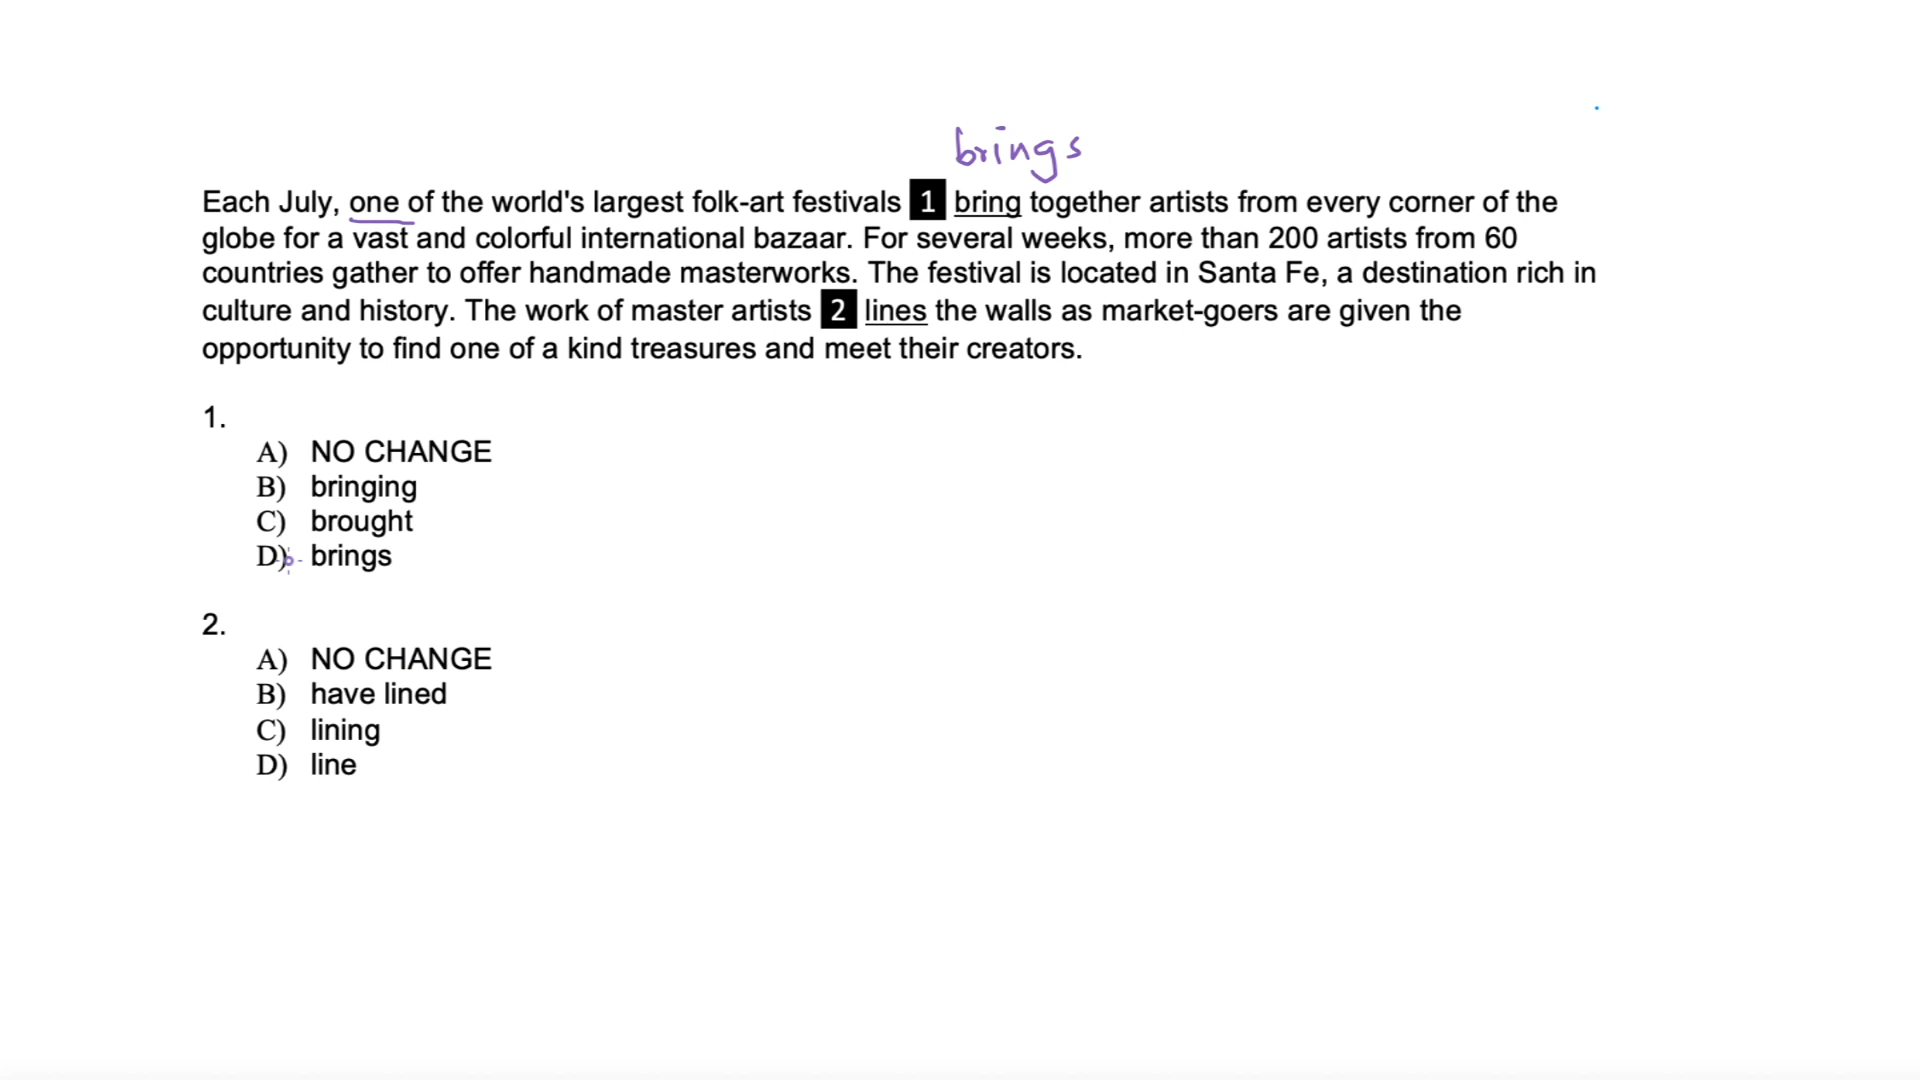 brings
Each July, one of the world's largest folk-art festivals 1 bring together artists from every corner of the
globe for a vast and colorful international bazaar. For several weeks, more than 200 artists from 60
countries gather to offer handmade masterworks. The festival is located in Santa Fe, a destination rich in
culture and history. The work of master artists 2 lines the walls as market-goers are given the
opportunity to find one of a kind treasures and meet their creators.
1.
A) NO CHANGE
B) bringing
C) brought
D) brings
2.
A) NO CHANGE
B) have lined
C) lining
D) line